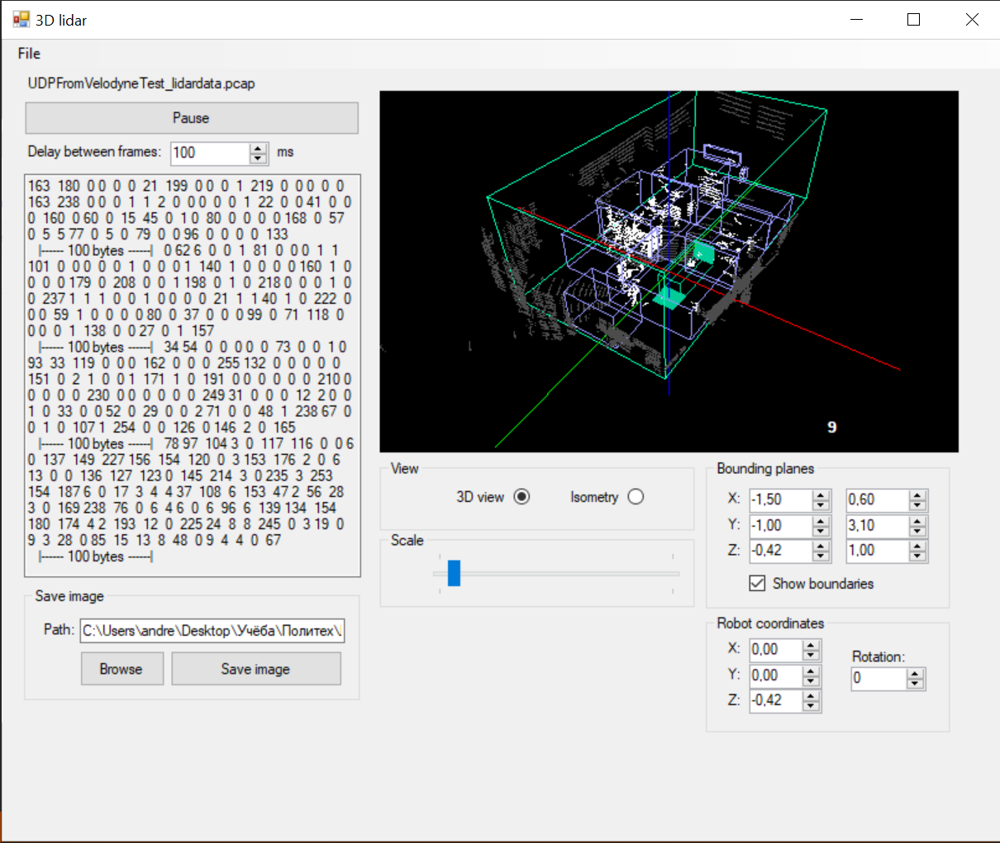 3D lidar
File
UDPFromVelodyneTest_lidardata.pcap
Pause
Delay between frames: 100 ms
163 180 0 0 0 0 21 199 0 0 0 1 219 0 0 0 0 0
163 238 0 0 0 1 1 2 0 0 0 0 0 1 22 0 0 41 0 0
0 160 0 60 0 15 45 0 1 0 80 0 0 0 0 168 0 57
0 5 5 77 0 5 0 79 0 0 96 0 0 0 0 133
|------ 100 bytes ------| 0 62 6 0 0 1 81 0 0 0 1 1
101 0 0 0 0 0 1 0 0 0 1 140 1 0 0 0 0 160 1 0
0 0 0 179 0 208 0 0 1 198 0 1 0 218 0 0 0 1 0
0 237 1 1 1 0 0 1 0 0 0 0 21 1 1 40 1 0 222 0
0 0 59 1 0 0 0 0 80 0 37 0 0 0 99 0 71 118 0
0 0 0 1 138 0 0 27 0 1 157
|------ 100 bytes ------| 34 54 0 0 0 0 0 73 0 0 1 0
93 33 119 0 0 0 162 0 0 0 255 132 0 0 0 0 0
151 0 2 1 0 0 1 171 1 0 191 0 0 0 0 0 0 210 0
0 0 0 0 230 0 0 0 0 0 0 249 31 0 0 0 12 2 0 0
1 0 33 0 0 52 0 29 0 0 2 71 0 0 48 1 238 67 0
0 1 0 107 1 254 0 0 126 0 146 2 0 165
|------ 100 bytes ------| 78 97 104 3 0 117 116 0 0 6
0 137 149 227 156 154 120 0 3 153 176 2 0 6
13 0 0 136 127 123 0 145 214 3 0 235 3 253
154 187 6 0 17 3 4 4 37 108 6 153 47 2 56 28
3 0 169 238 76 0 6 4 6 0 6 96 6 139 134 154
180 174 4 2 193 12 0 225 24 8 8 245 0 3 19 0
9 3 28 0 85 15 13 8 48 0 9 4 4 0 67
|------ 100 bytes ------|
Save image
Path: C:\Users\andre\Desktop\Учёба\Политех\
Browse Save image
9
View
3D view Isometry
Scale
Bounding planes
X: -1,50 0,60
Y: -1,00 3,10
Z: -0,42 1,00
Show boundaries
Robot coordinates
X: 0,00
Y: 0,00
Z: -0,42
Rotation:
0